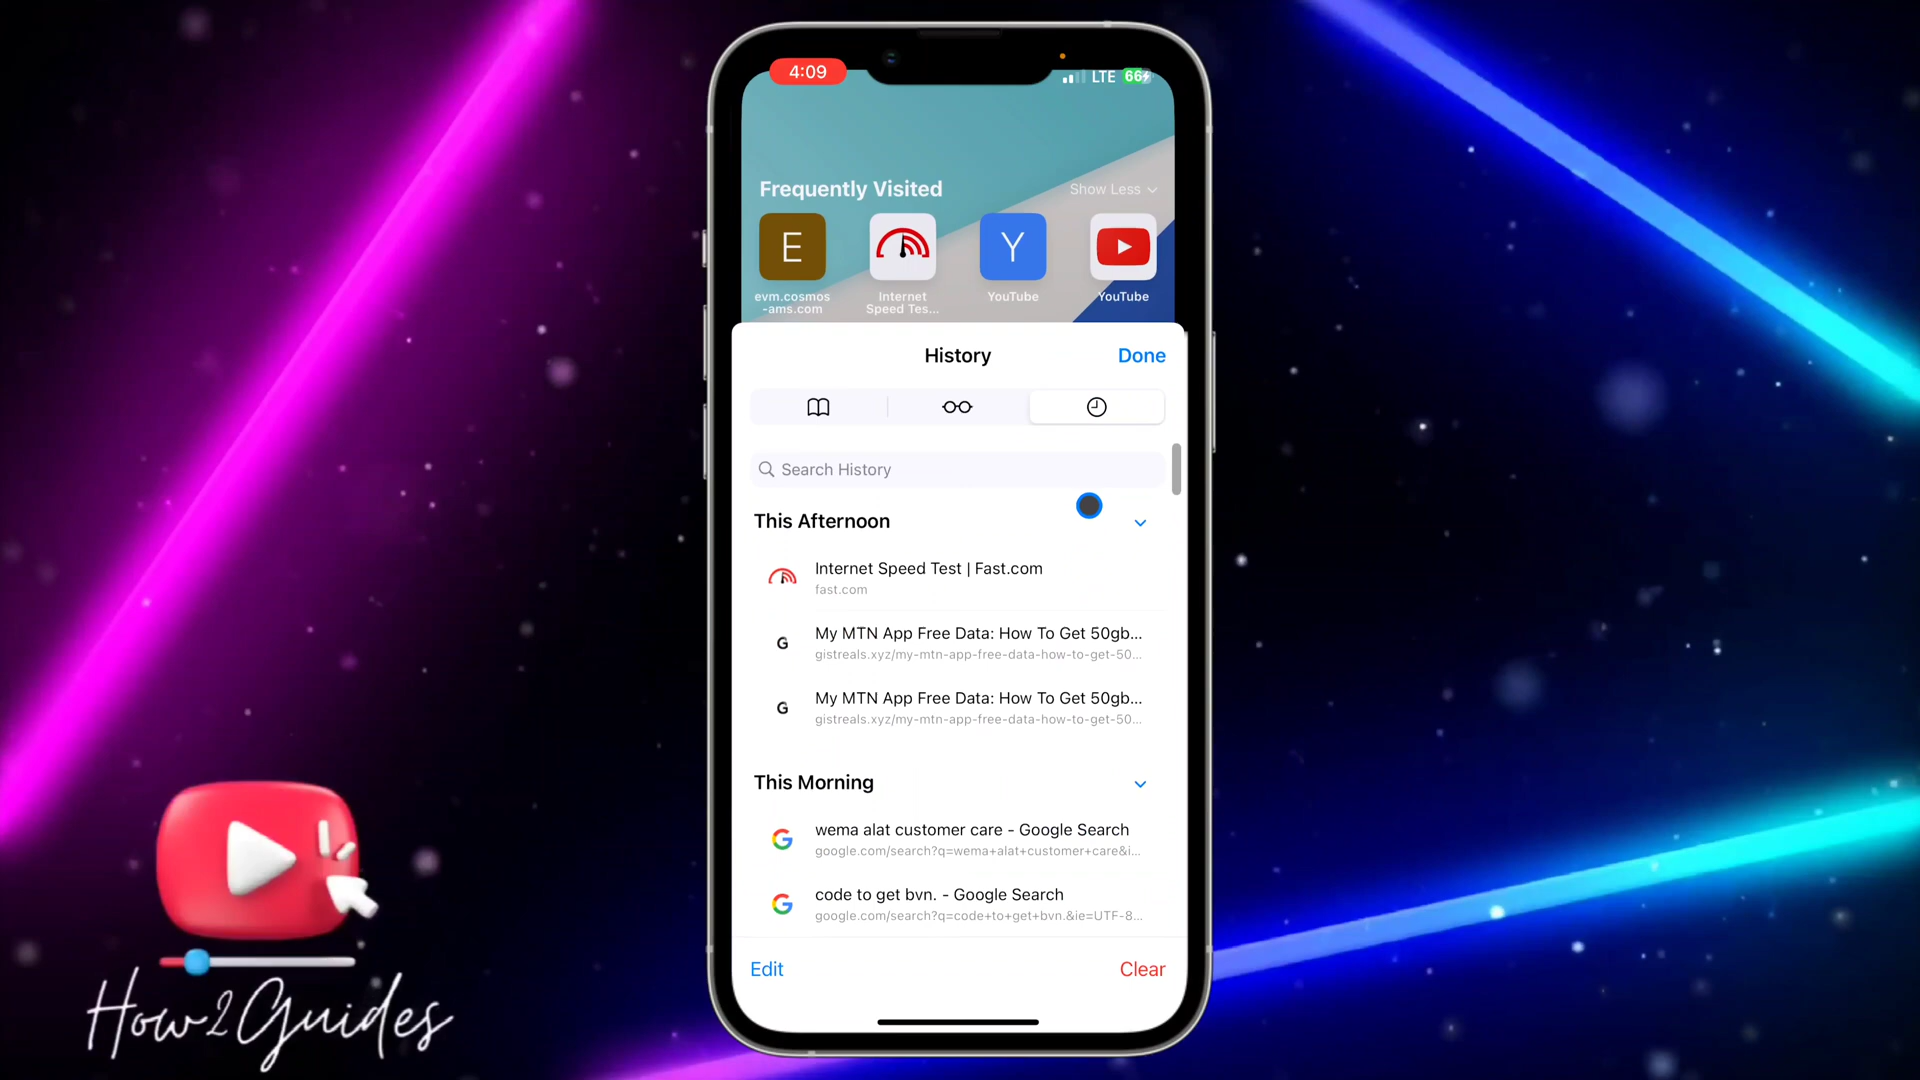 4:09
LTE 66
Frequently Visited
Show Less
E
Y
evm.cosmos
-ams.com
Internet
Speed Tes...
YouTube
YouTube
History
Done
Search History
This Afternoon
Internet Speed Test | Fast.com
fast.com
G
My MTN App Free Data: How To Get 50gb...
gistreals.xyz/my-mtn-app-free-data-how-to-get-50...
G
My MTN App Free Data: How To Get 50gb...
gistreals.xyz/my-mtn-app-free-data-how-to-get-50...
This Morning
G
wema alat customer care - Google Search
google.com/search?q=wema+alat+customer+care&i...
G
code to get bvn. - Google Search
google.com/search?q=code+to+get+bvn.&ie=UTF-8...
Edit
Clear
How2Guides